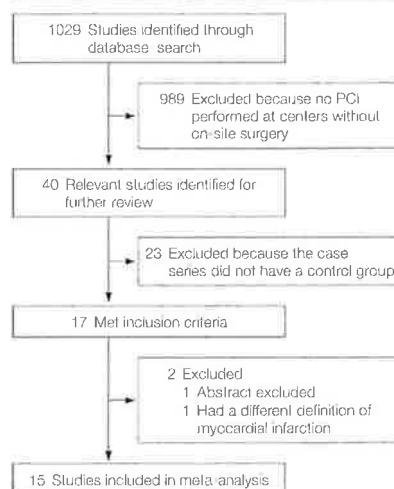 1029 Studies identified through
database search
989 Excluded because no PCI
performed at centers without
on-site surgery
40 Relevant studies identified for
further review
23 Excluded because the case
series did not have a control group
17 Met inclusion criteria
2 Excluded
1 Abstract excluded
1 Had a different definition of
myocardial infarction
15 Studies included in meta-analysis